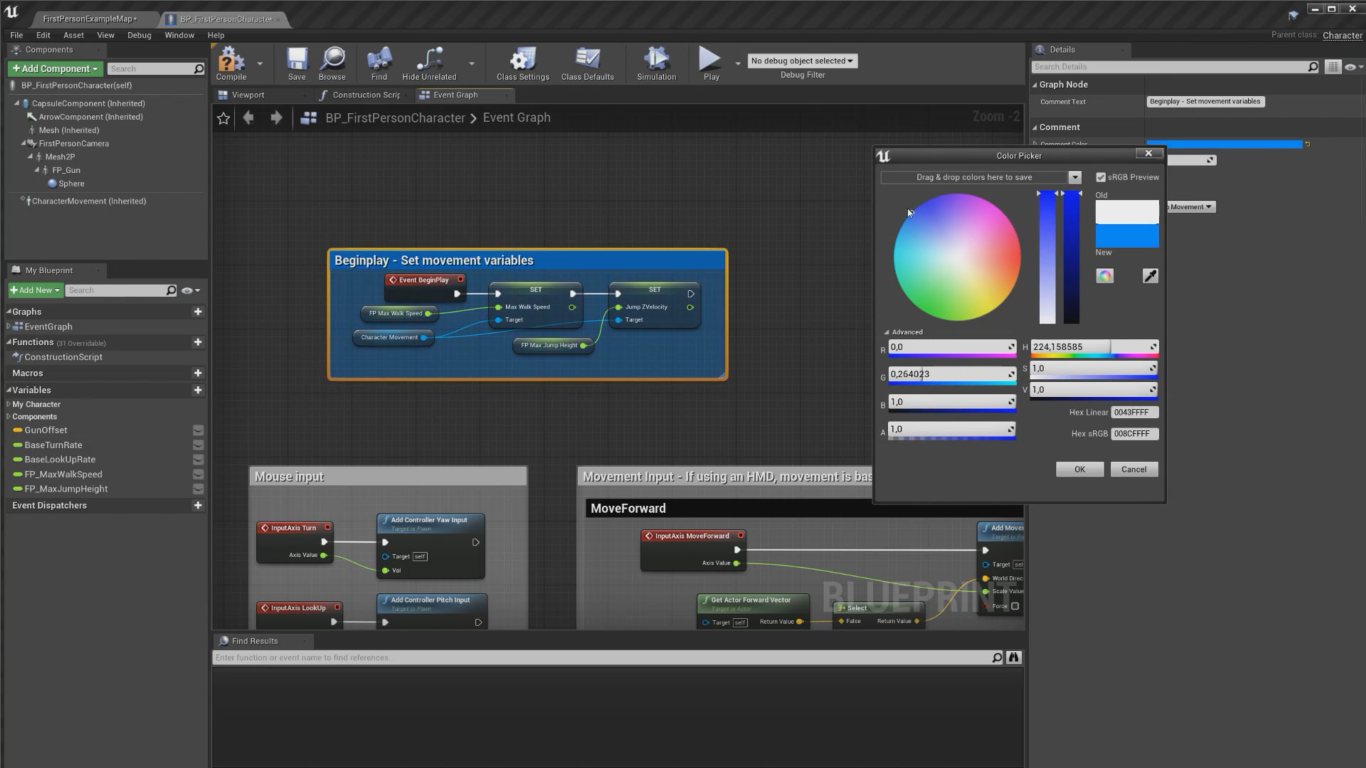 FirstPersonExampleMap•
BP_FirstPersonCharacter
File Edit Asset View Debug Window Help
Parent class: Character
Components
+ Add Component Search
BP_FirstPersonCharacter(self)
CapsuleComponent (Inherited)
ArrowComponent (Inherited)
Mesh (Inherited)
FirstPersonCamera
Mesh2P
FP_Gun
Sphere
CharacterMovement (Inherited)
My Blueprint
+ Add New Search
Graphs
EventGraph
Functions (31 Overridable)
ConstructionScript
Macros
Variables
My Character
Components
GunOffset
BaseTurnRate
BaseLookUpRate
FP_MaxWalkSpeed
FP_MaxJumpHeight
Event Dispatchers
Compile Save Browse Find Hide Unrelated Class Settings Class Defaults Simulation Play
No debug object selected
Debug Filter
Viewport Construction Scrip Event Graph
BP_FirstPersonCharacter > Event Graph
Zoom -2
Beginplay - Set movement variables
Event BeginPlay
SET
SET
Max Walk Speed
Target
Jump ZVelocity
Target
FP Max Walk Speed
Character Movement
FP Max Jump Height
Mouse input
InputAxis Turn
Axis Value
Add Controller Yaw Input
Target is Pawn
Target self
Val
InputAxis LookUp
Add Controller Pitch Input
Target is Pawn
Movement Input - If using an HMD, movement is bas
MoveForward
InputAxis MoveForward
Axis Value
Get Actor Forward Vector
Target is Actor
Target self
Return Value
Select
False
Return Value
Add Movem
Target
World Direc
Scale Value
Force
BLUEPRINT
Find Results
Enter function or event name to find references...
Details
Search Details
Graph Node
Comment Text
Beginplay - Set movement variables
Comment
Comment Color
Movement
Color Picker
Drag & drop colors here to save
sRGB Preview
Old
New
Advanced
R 0,0
G 0,264023
B 1,0
A 1,0
H 224,158585
S 1,0
V 1,0
Hex Linear 0043FFFF
Hex sRGB 008CFFFF
OK Cancel